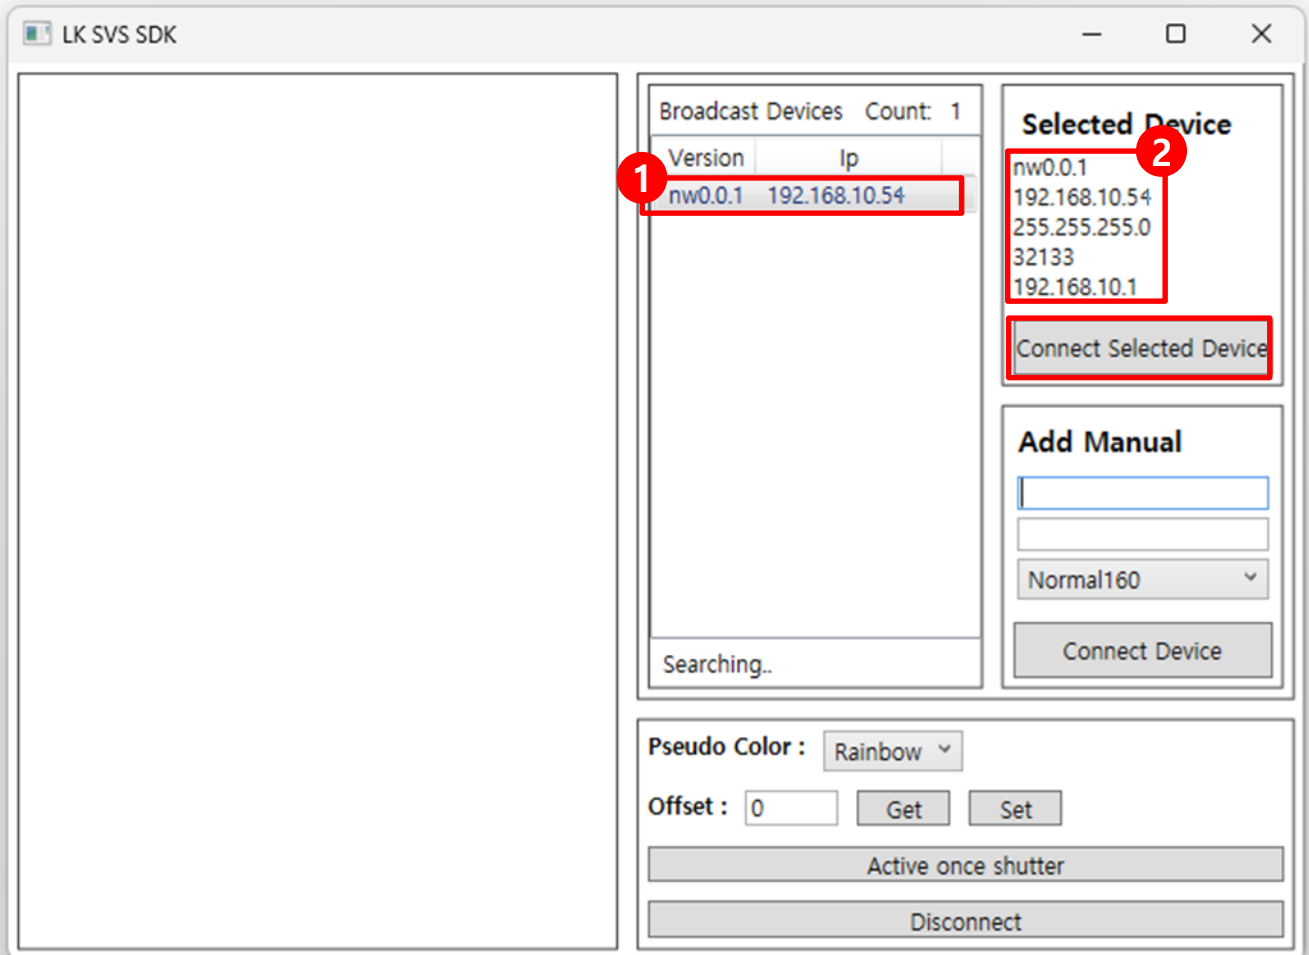 LK SVS SDK
Broadcast Devices Count: 1
Version Ip
1
nw0.0.1 192.168.10.54
Searching..
Selected Device
2
nw0.0.1
192.168.10.54
255.255.255.0
32133
192.168.10.1
Connect Selected Device
Add Manual
Normal160
Connect Device
Pseudo Color : Rainbow
Offset : 0 Get Set
Active once shutter
Disconnect